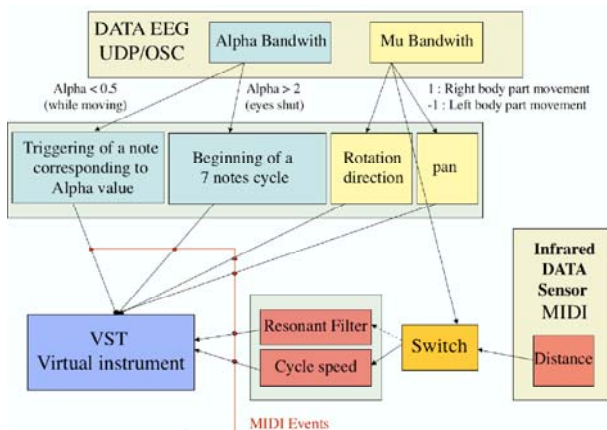 DATA EEG
UDP/OSC
Alpha Bandwith
Mu Bandwith
Alpha < 0.5
(while moving)
Alpha > 2
(eyes shut)
1 : Right body part movement
-1 : Left body part movement
Triggering of a note
corresponding to
Alpha value
Beginning of a
7 notes cycle
Rotation
direction
pan
Infrared
DATA
Sensor
MIDI
VST
Virtual instrument
Resonant Filter
Cycle speed
Switch
Distance
MIDI Events